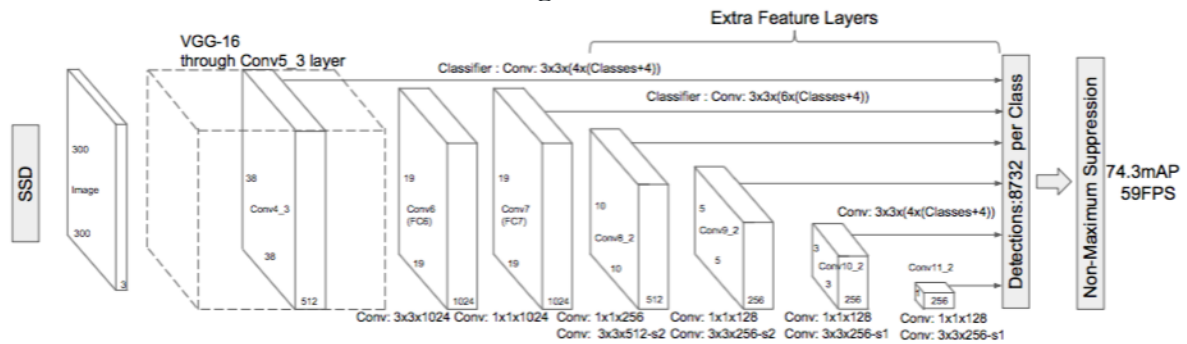 Extra Feature Layers
VGG-16
through Conv5_3 layer
Classifier : Conv: 3x3x(4x(Classes+4))
Classifier : Conv: 3x3x(6x(Classes+4))
SSD
300
Image
300
3
38
Conv4_3
38
512
19
Conv6
(FC6)
19
1024
19
Conv7
(FC7)
19
1024
10
Conv8_2
10
512
5
Conv9_2
5
256
Conv: 3x3x(4x(Classes+4))
3
Conv10_2
3
256
Conv11_2
256
Detections:8732 per Class
Non-Maximum Suppression
74.3mAP
59FPS
Conv: 3x3x1024
Conv: 1x1x1024
Conv: 1x1x256
Conv: 3x3x512-s2
Conv: 1x1x128
Conv: 3x3x256-s2
Conv: 1x1x128
Conv: 3x3x256-s1
Conv: 1x1x128
Conv: 3x3x256-s1